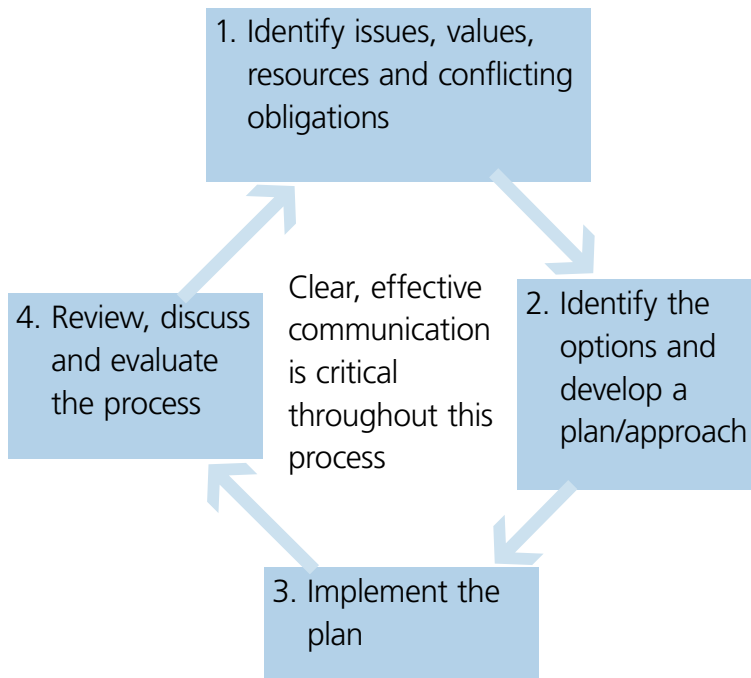 1. Identify issues, values,
resources and conflicting
obligations
2. Identify the
options and
develop a
plan/approach
3. Implement the
plan
4. Review, discuss
and evaluate
the process
Clear, effective
communication
is critical
throughout this
process